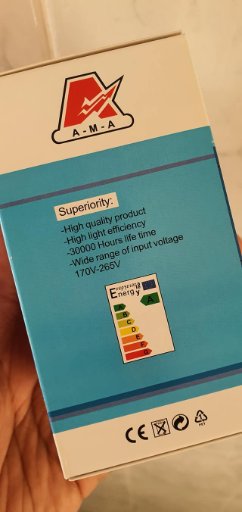 A-M-A
Superiority:
-High quality product
-High light efficiency
-30000 Hours life time
-Wide range of input voltage
170V-265V
Energy
A
A
B
C
D
E
F
G
CE